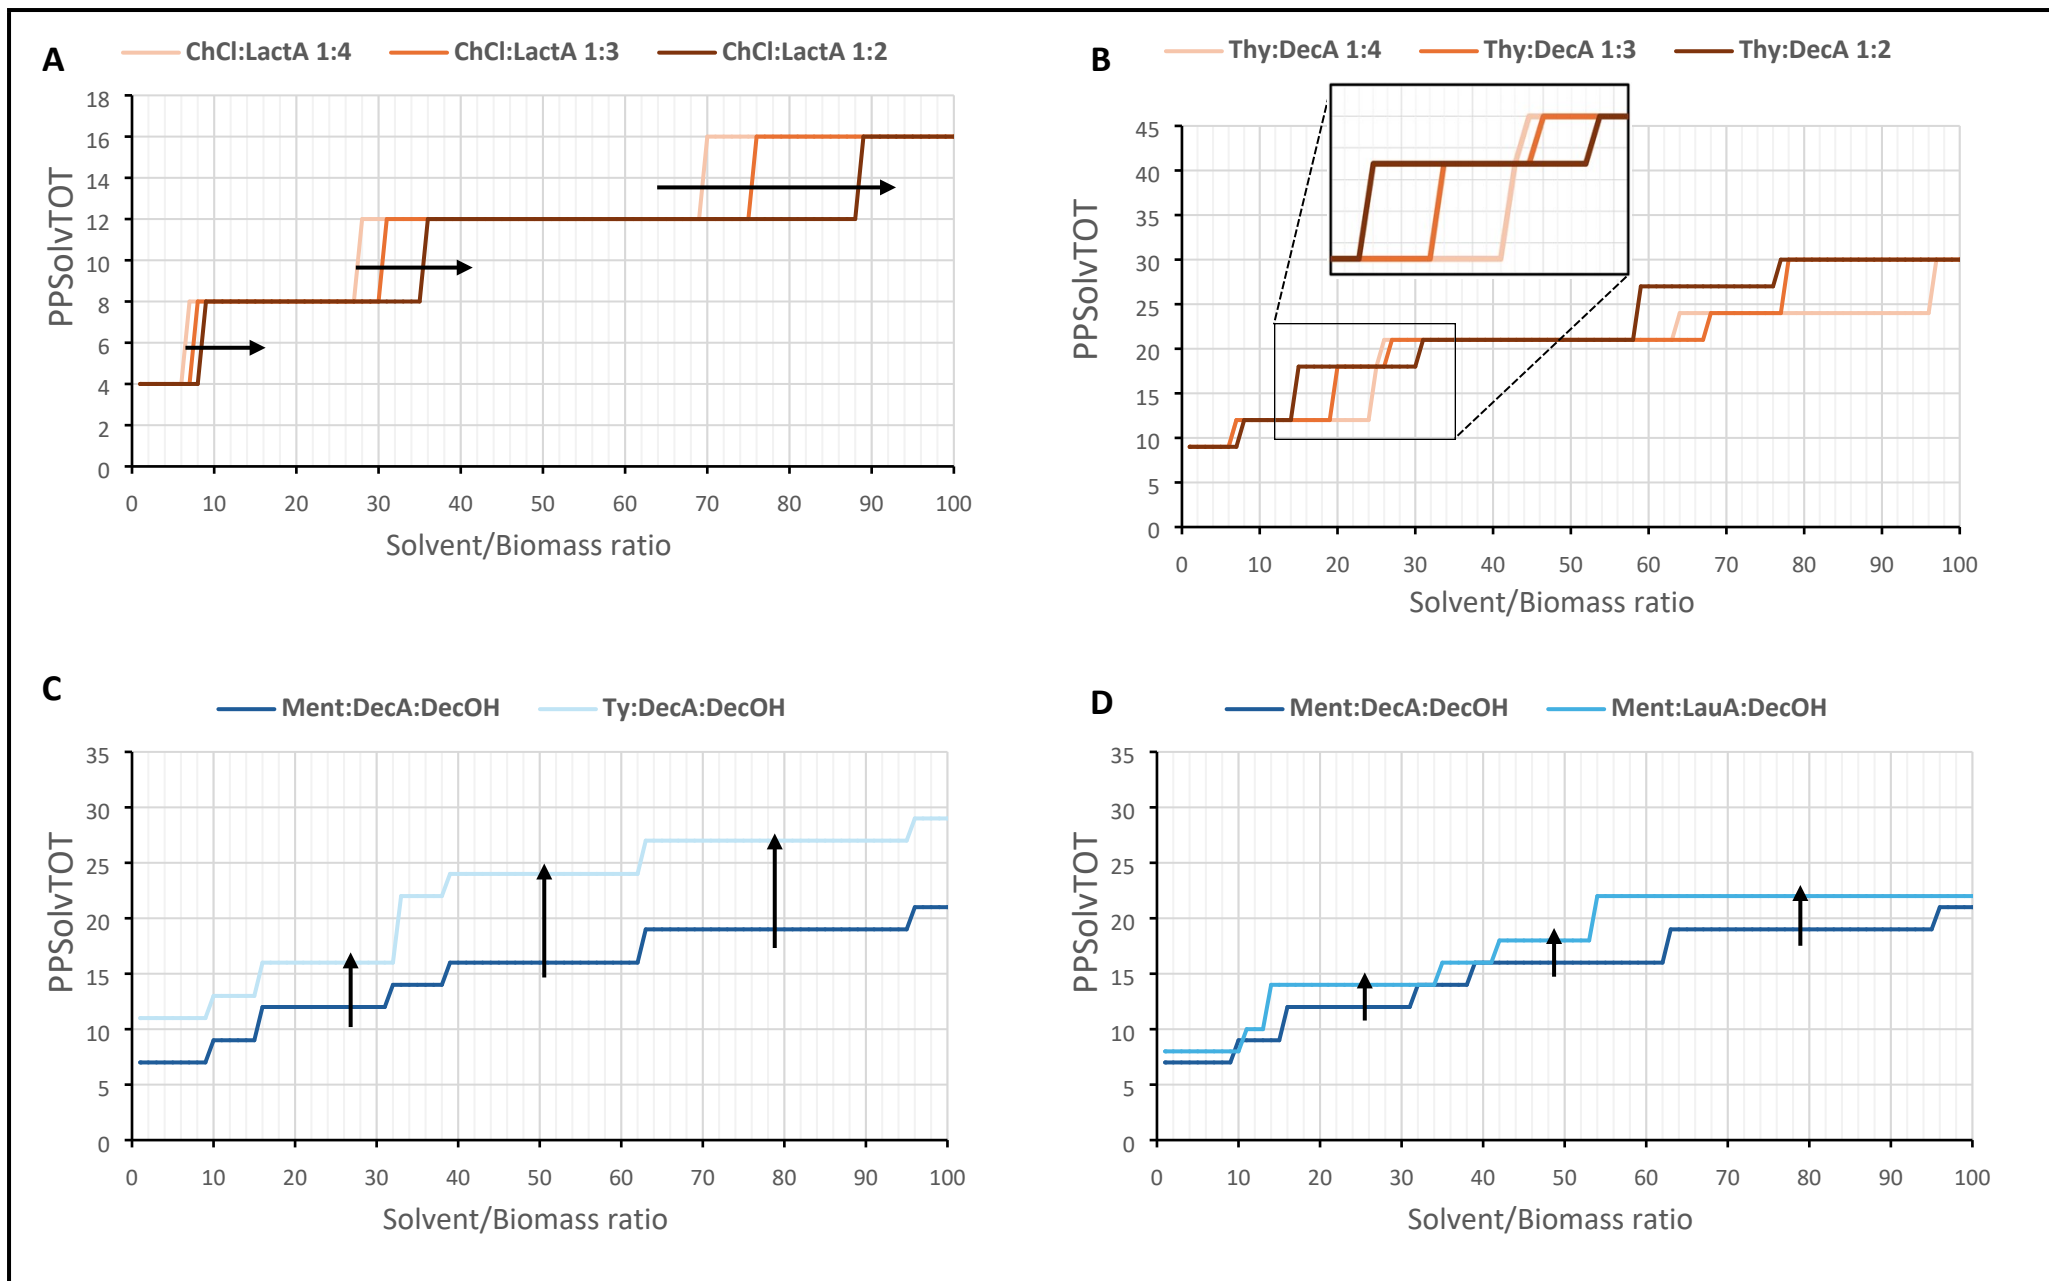 A
ChCl:LactA 1:4 ChCl:LactA 1:3 ChCl:LactA 1:2
18
16
14
12
10
8
6
4
2
0
PPSolvTOT
0 10 20 30 40 50 60 70 80 90 100
Solvent/Biomass ratio
B
Thy:DecA 1:4 Thy:DecA 1:3 Thy:DecA 1:2
45
40
35
30
25
20
15
10
5
0
PPSolvTOT
0 10 20 30 40 50 60 70 80 90 100
Solvent/Biomass ratio
C
Ment:DecA:DecOH Ty:DecA:DecOH
35
30
25
20
15
10
5
0
PPSolvTOT
0 10 20 30 40 50 60 70 80 90 100
Solvent/Biomass ratio
D
Ment:DecA:DecOH Ment:LauA:DecOH
35
30
25
20
15
10
5
0
PPSolvTOT
0 10 20 30 40 50 60 70 80 90 100
Solvent/Biomass ratio